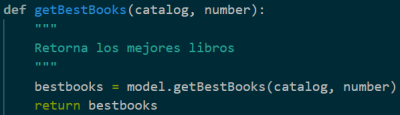 def getBestBooks(catalog, number):
    """
    Retorna los mejores libros
    """
    bestbooks = model.getBestBooks(catalog, number)
    return bestbooks